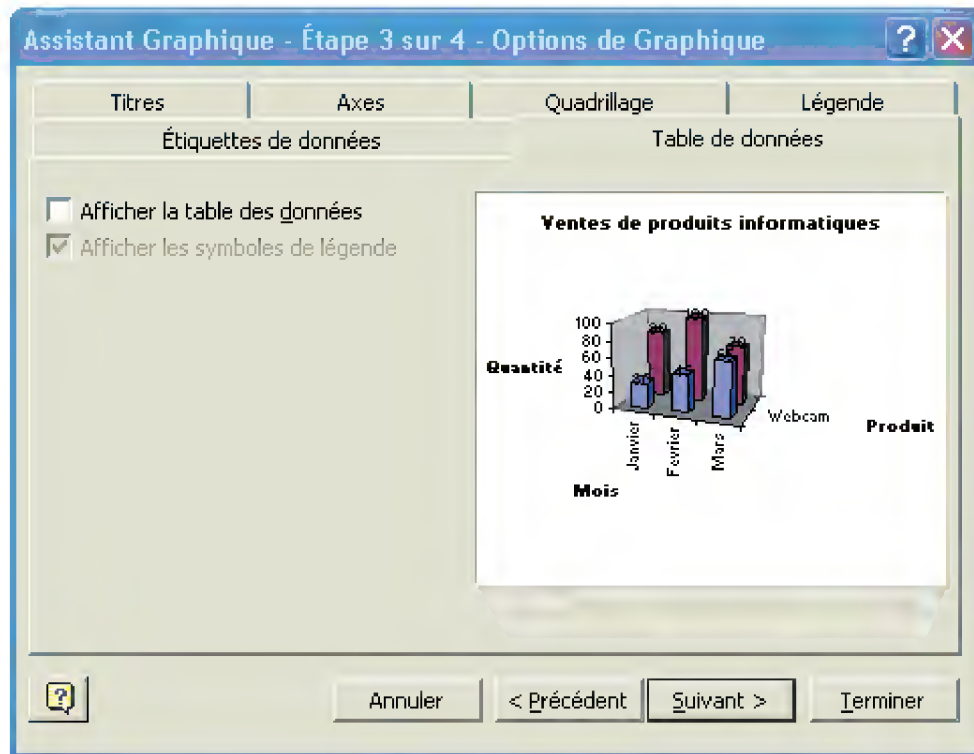 Assistant Graphique - Étape 3 sur 4 - Options de Graphique
Titres
Axes
Quadrillage
Légende
Étiquettes de données
Table de données
Afficher la table des données
Afficher les symboles de légende
Ventes de produits informatiques
100
80
60
40
20
0
Quantité
Janvier
Fevrier
Mars
Webcam
Produit
Mois
Annuler
< Précédent
Suivant >
Terminer